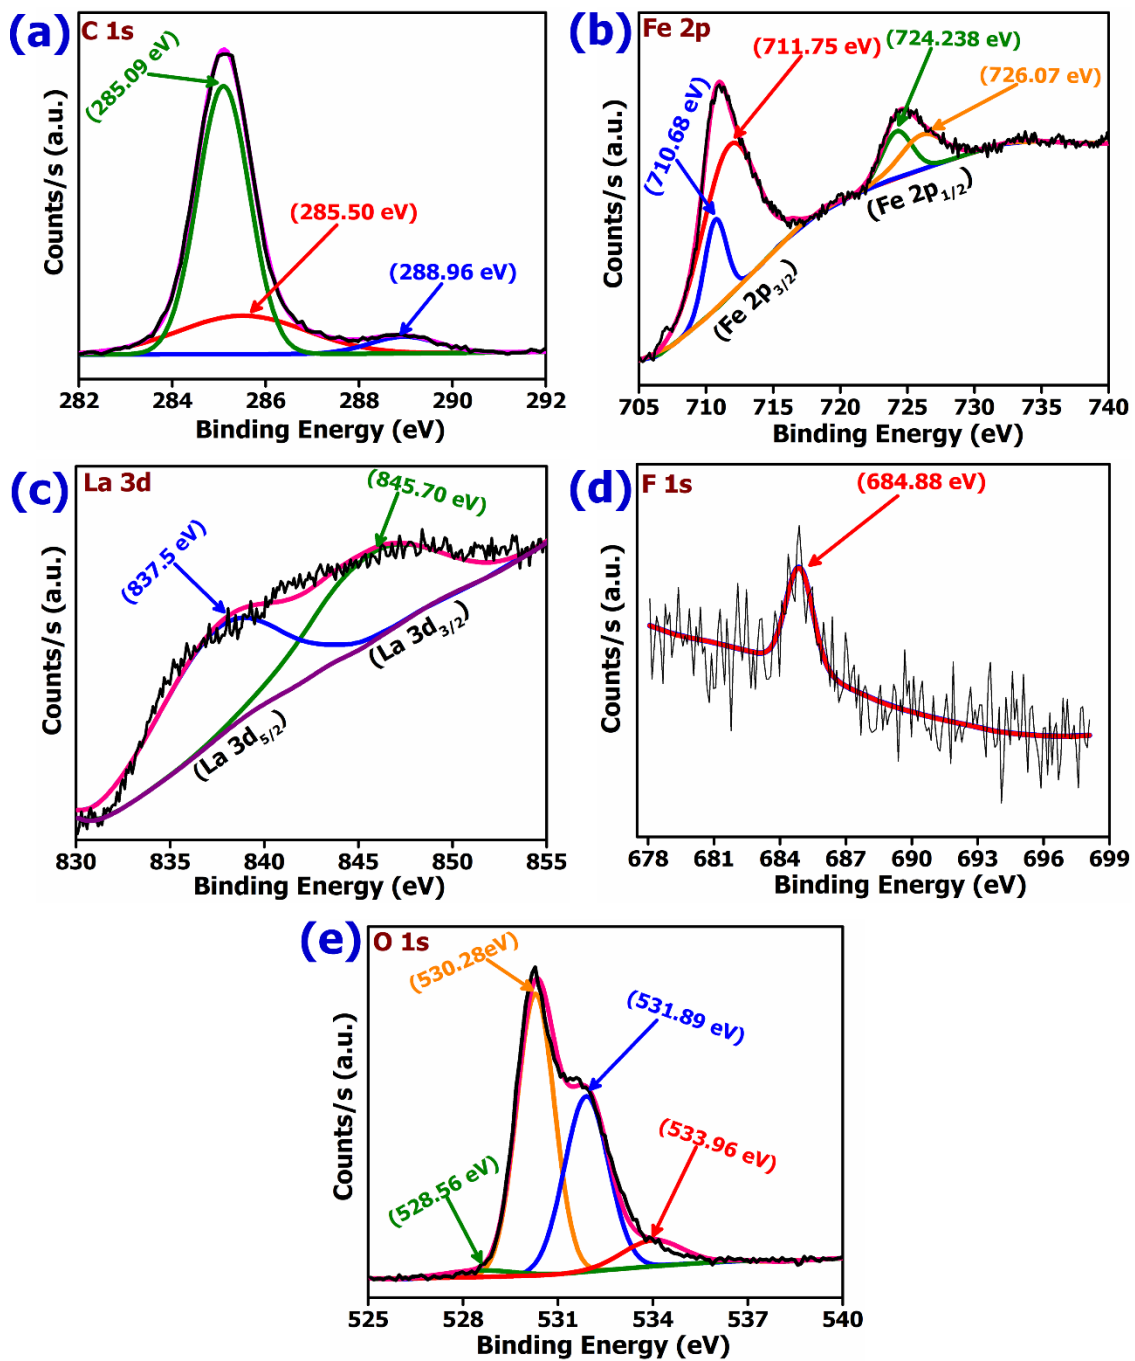 (a)
C 1s
(285.09 eV)
(285.50 eV)
(288.96 eV)
Counts/s (a.u.)
282 284 286 288 290 292
Binding Energy (eV)
(b)
Fe 2p
(711.75 eV)
(724.238 eV)
(726.07 eV)
(710.68 eV)
(Fe 2p1/2)
(Fe 2p3/2)
Counts/s (a.u.)
705 710 715 720 725 730 735 740
Binding Energy (eV)
(c)
La 3d
(845.70 eV)
(837.5 eV)
(La 3d3/2)
(La 3d5/2)
Counts/s (a.u.)
830 835 840 845 850 855
Binding Energy (eV)
(d)
F 1s
(684.88 eV)
Counts/s (a.u.)
678 681 684 687 690 693 696 699
Binding Energy (eV)
(e)
O 1s
(530.28eV)
(531.89 eV)
(533.96 eV)
(528.56 eV)
Counts/s (a.u.)
525 528 531 534 537 540
Binding Energy (eV)